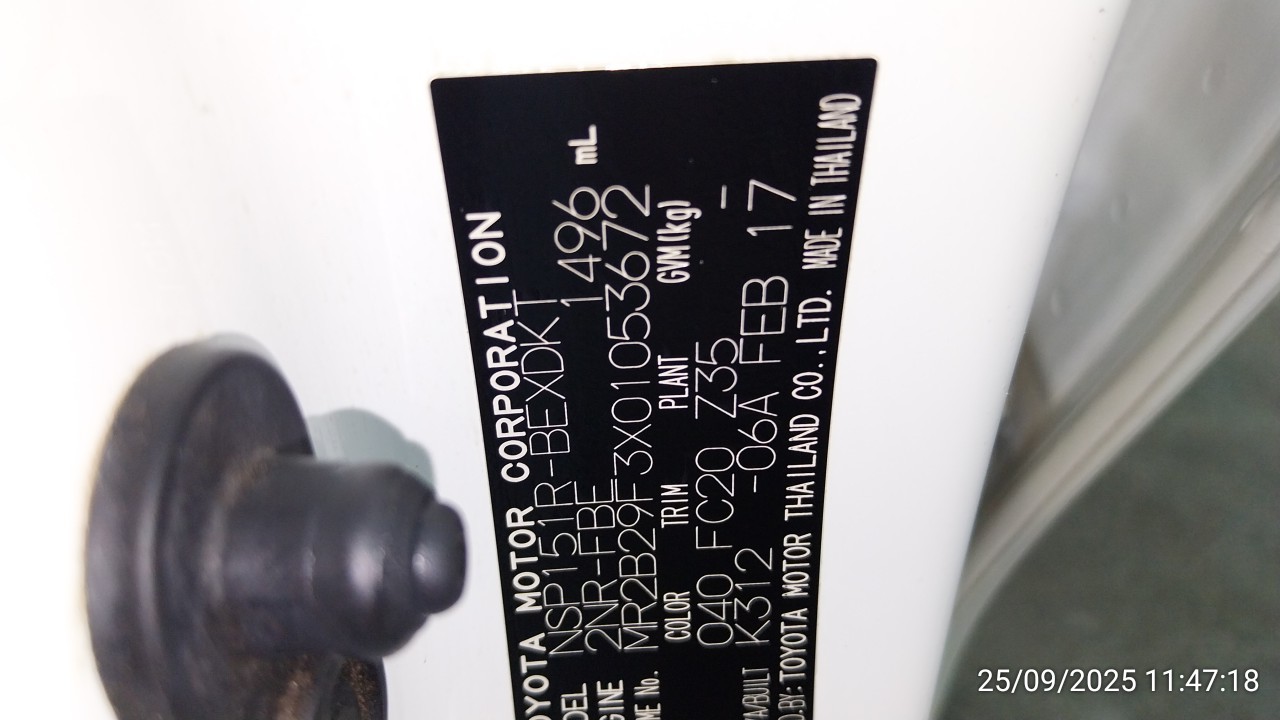 TOYOTA MOTOR CORPORATION
MODEL NSP151R-BEXDKT
ENGINE 2NR-FBE 1496 mL
FRAME No. MR2B29F3X01053672
COLOR TRIM PLANT GVM(kg)
040 FC20 Z35 -
K312 -06A FEB 17
TOYOTA MOTOR THAILAND CO.,LTD. MADE IN THAILAND
25/09/2025 11:47:18